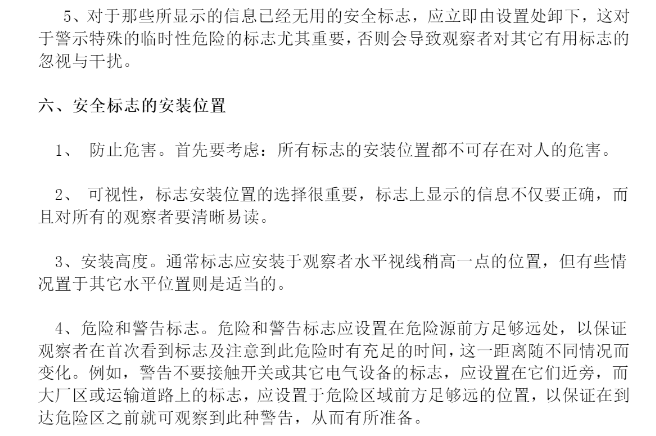 5、对于那些所显示的信息已经无用的安全标志，应立即由设置处卸下，这对
于警示特殊的临时性危险的标志尤其重要，否则会导致观察者对其它有用标志的
忽视与干扰。
六、安全标志的安装位置
1、 防止危害。首先要考虑：所有标志的安装位置都不可存在对人的危害。
2、 可视性，标志安装位置的选择很重要，标志上显示的信息不仅要正确，而
且对所有的观察者要清晰易读。
3、安装高度。通常标志应安装于观察者水平视线稍高一点的位置，但有些情
况置于其它水平位置则是适当的。
4、危险和警告标志。危险和警告标志应设置在危险源前方足够远处，以保证
观察者在首次看到标志及注意到此危险时有充足的时间，这一距离随不同情况而
变化。例如，警告不要接触开关或其它电气设备的标志，应设置在它们近旁，而
大厂区或运输道路上的标志，应设置于危险区域前方足够远的位置，以保证在到
达危险区之前就可观察到此种警告，从而有所准备。